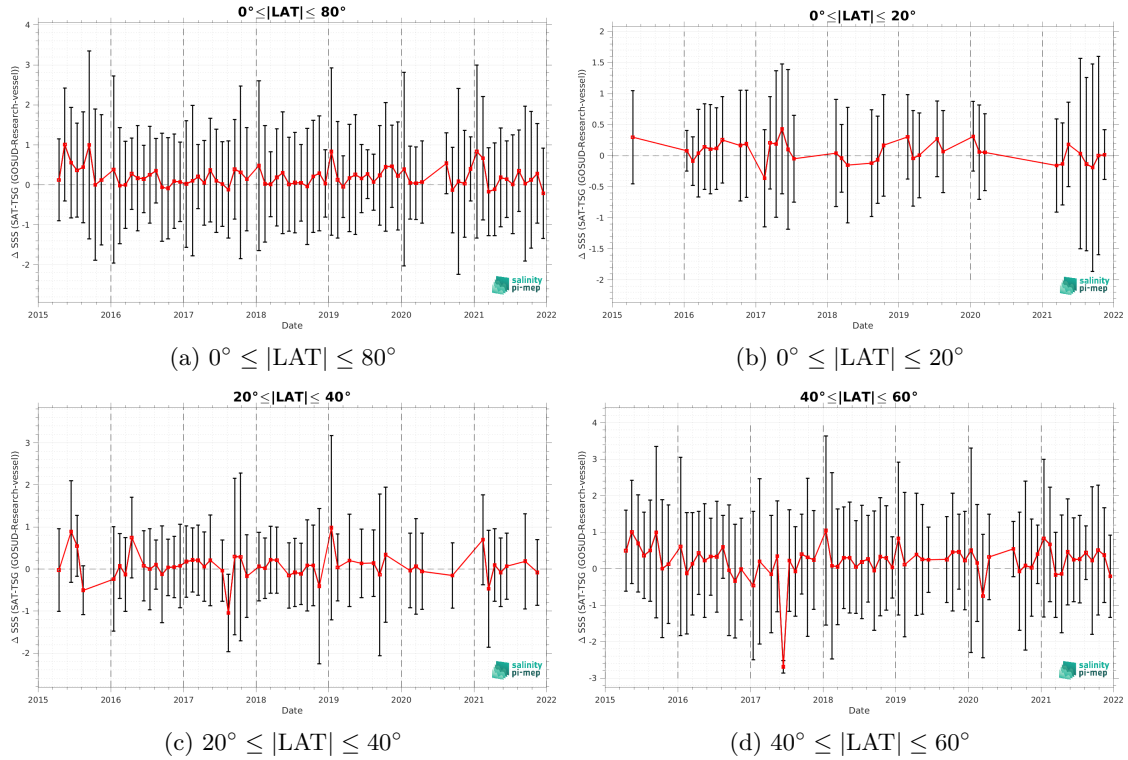 0°≤|LAT|≤ 80°
Δ SSS (SAT-TSG (GOSUD-Research-vessel))
4
3
2
1
0
-1
-2
2015 2016 2017 2018 2019 2020 2021 2022
Date
salinity
pi-mep
(a) 0° ≤ |LAT| ≤ 80°
0°≤|LAT|≤ 20°
Δ SSS (SAT-TSG (GOSUD-Research-vessel))
2
1.5
1
0.5
0
-0.5
-1
-1.5
-2
2015 2016 2017 2018 2019 2020 2021 2022
Date
salinity
pi-mep
(b) 0° ≤ |LAT| ≤ 20°
20°≤|LAT|≤ 40°
Δ SSS (SAT-TSG (GOSUD-Research-vessel))
3
2
1
0
-1
-2
2015 2016 2017 2018 2019 2020 2021 2022
Date
salinity
pi-mep
(c) 20° ≤ |LAT| ≤ 40°
40°≤|LAT|≤ 60°
Δ SSS (SAT-TSG (GOSUD-Research-vessel))
4
3
2
1
0
-1
-2
-3
2015 2016 2017 2018 2019 2020 2021 2022
Date
salinity
pi-mep
(d) 40° ≤ |LAT| ≤ 60°